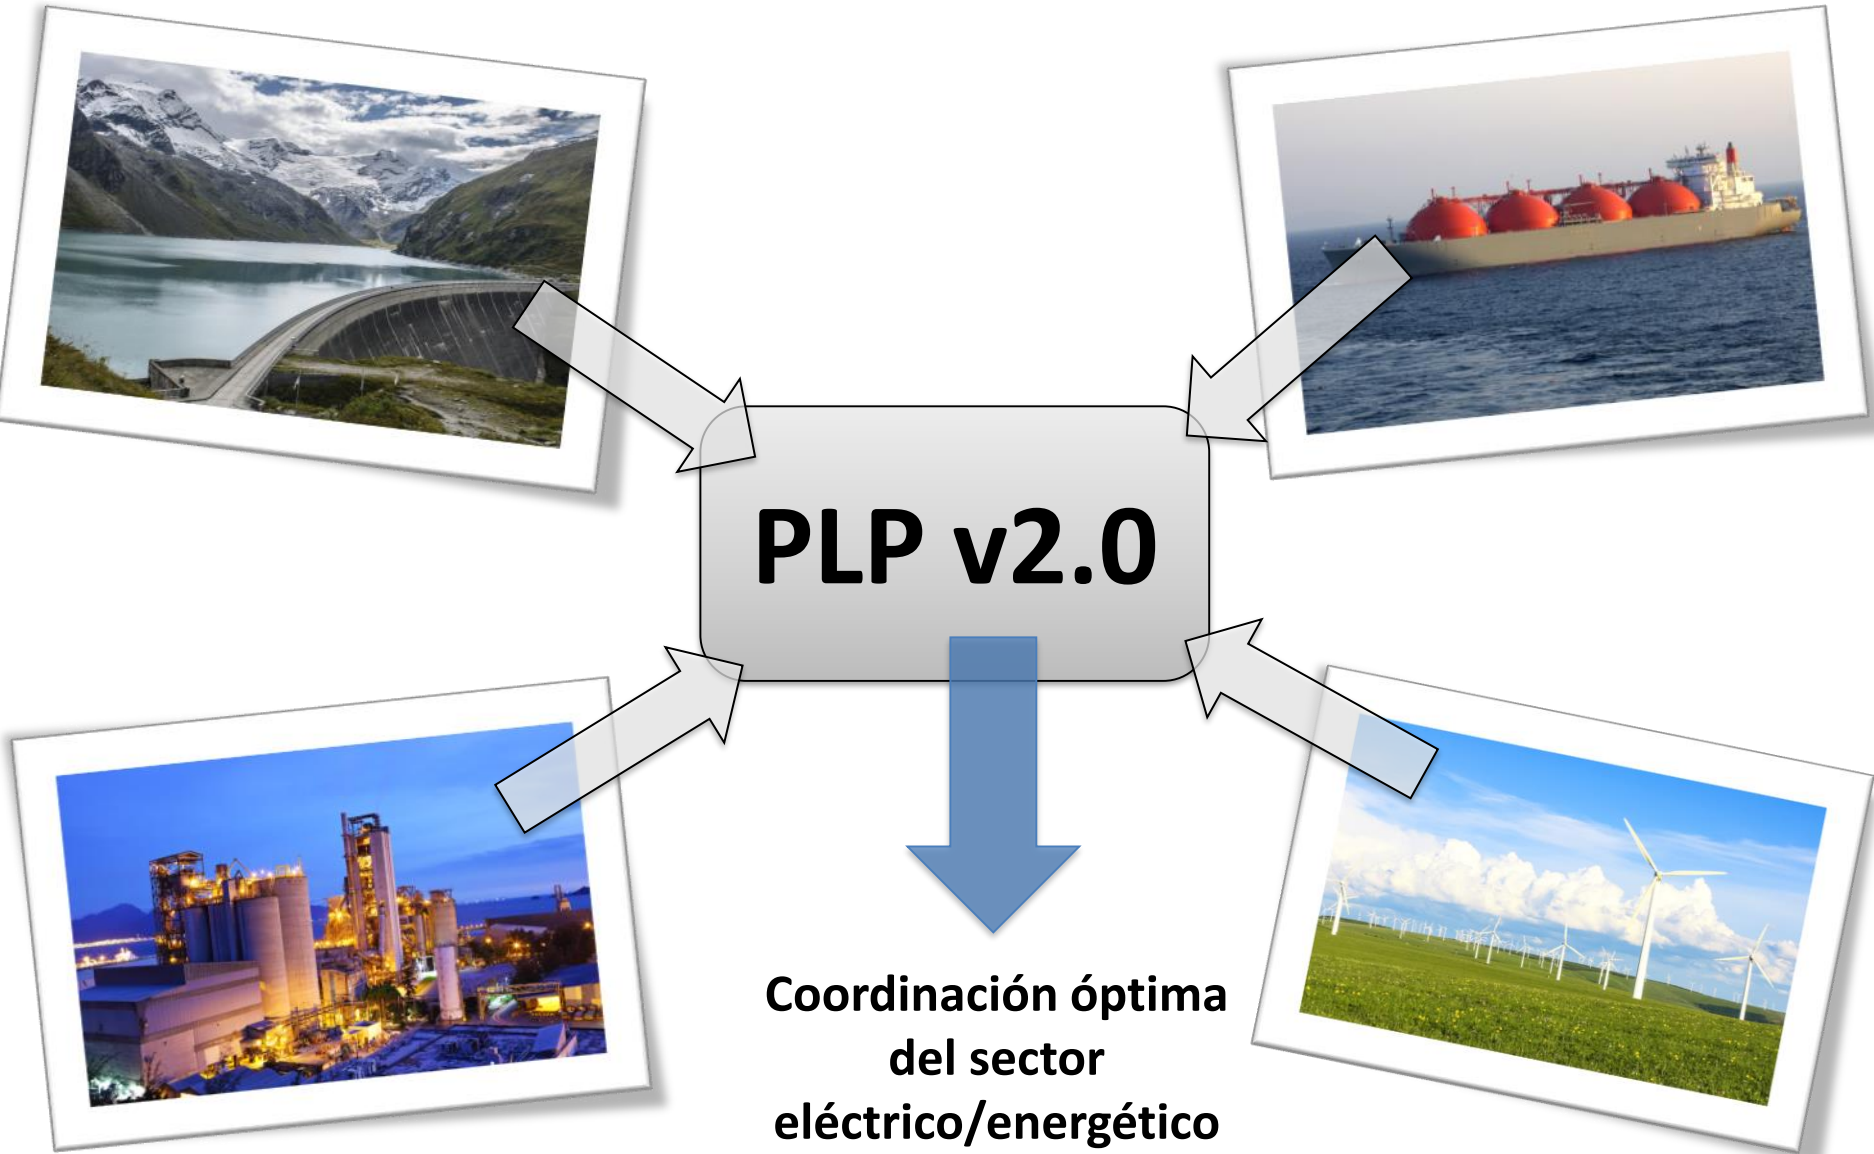 PLP v2.0
Coordinación óptima
del sector
eléctrico/energético